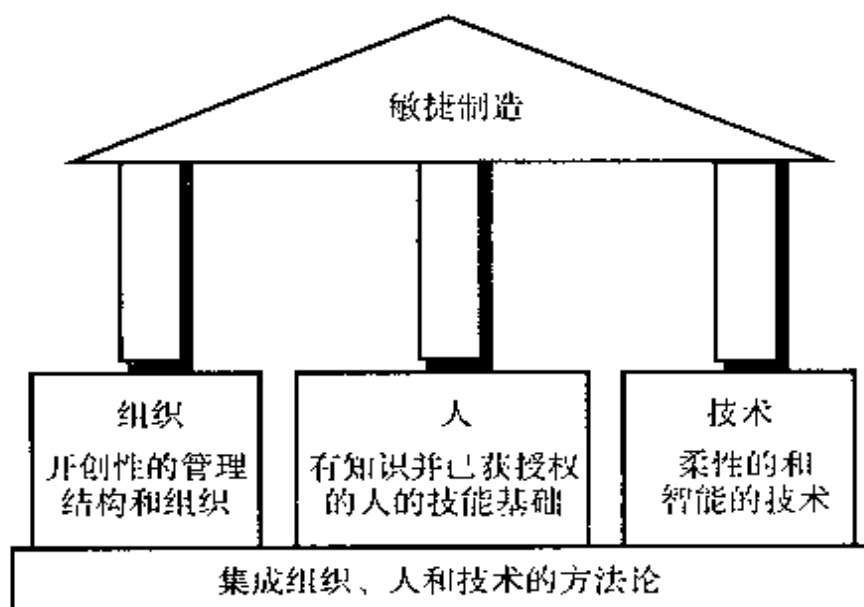 敏捷制造
组织
开创性的管理
结构和组织
人
有知识并已获授权
的人的技能基础
技术
柔性的和
智能的技术
集成组织、人和技术的方法论